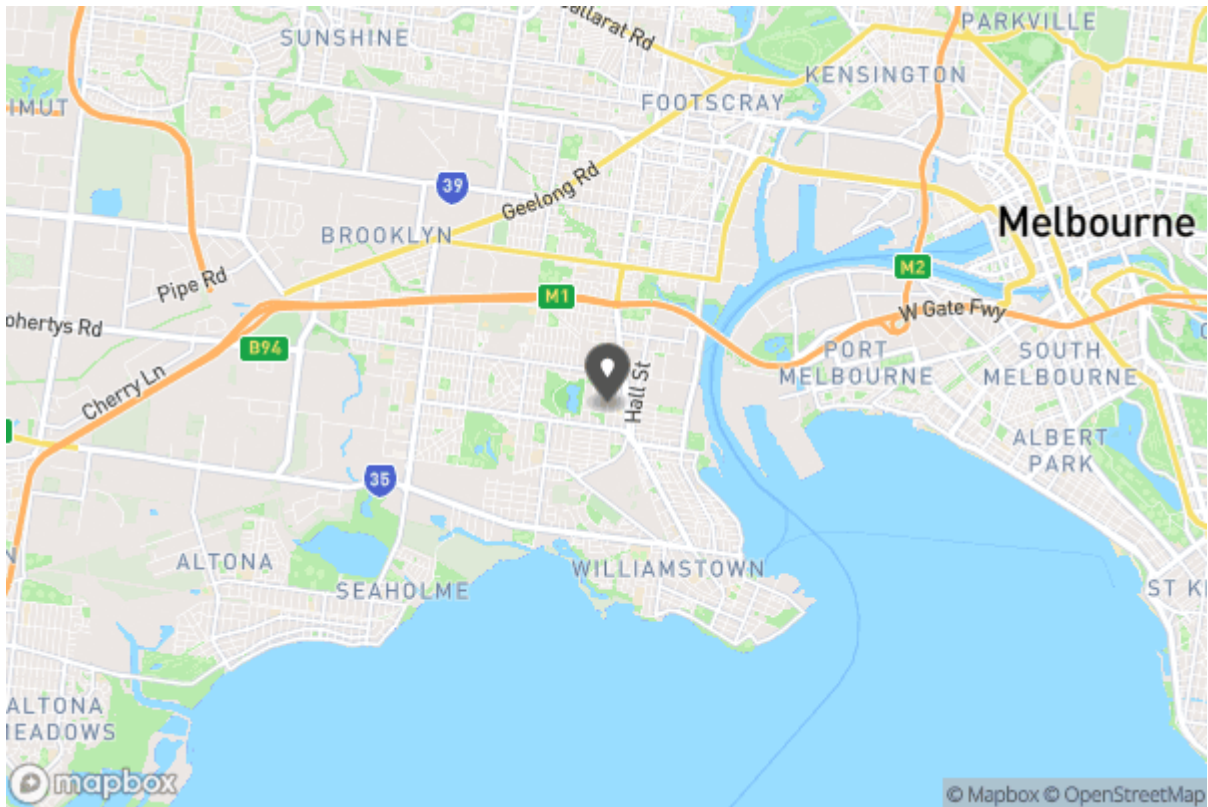 SUNSHINE
Ballarat Rd
PARKVILLE
KENSINGTON
FOOTSCRAY
IMUT
39
Geelong Rd
BROOKLYN
Melbourne
Pipe Rd
M2
M1
W Gate Fwy
ohertys Rd
B94
PORT
MELBOURNE
SOUTH
MELBOURNE
Cherry Ln
Hall St
ALBERT
PARK
35
ALTONA
WILLIAMSTOWN
SEAHOLME
ST K
ALTONA
MEADOWS
mapbox
© Mapbox © OpenStreetMap